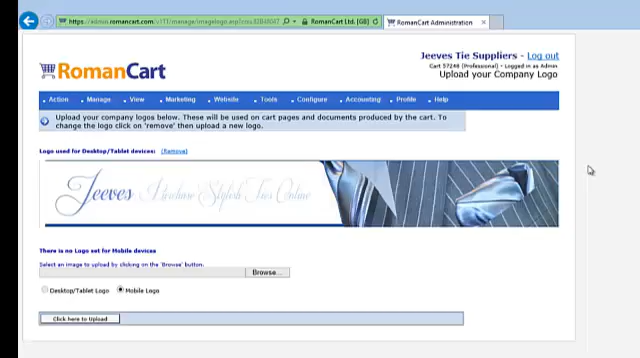 https://admin.romancart.com/v111/manage/imagelogo.asp?
RomanCart Ltd. [GB]
RomanCart Administration
RomanCart
Jeeves Tie Suppliers - Log out
Cart 57246 (Professional) - Logged in as Admin
Upload your Company Logo
Action Manage View Marketing Website Tools Configure Accounting Profile Help
Upload your company logos below. These will be used on cart pages and documents produced by the cart. To
change the logo click on 'remove' then upload a new logo.
Logo used for Desktop/Tablet devices: (Remove)
Jeeves Purchase Stylish Ties Online
There is no Logo set for Mobile devices
Select an image to upload by clicking on the 'Browse' button.
Browse...
Desktop/Tablet Logo Mobile Logo
Click here to Upload